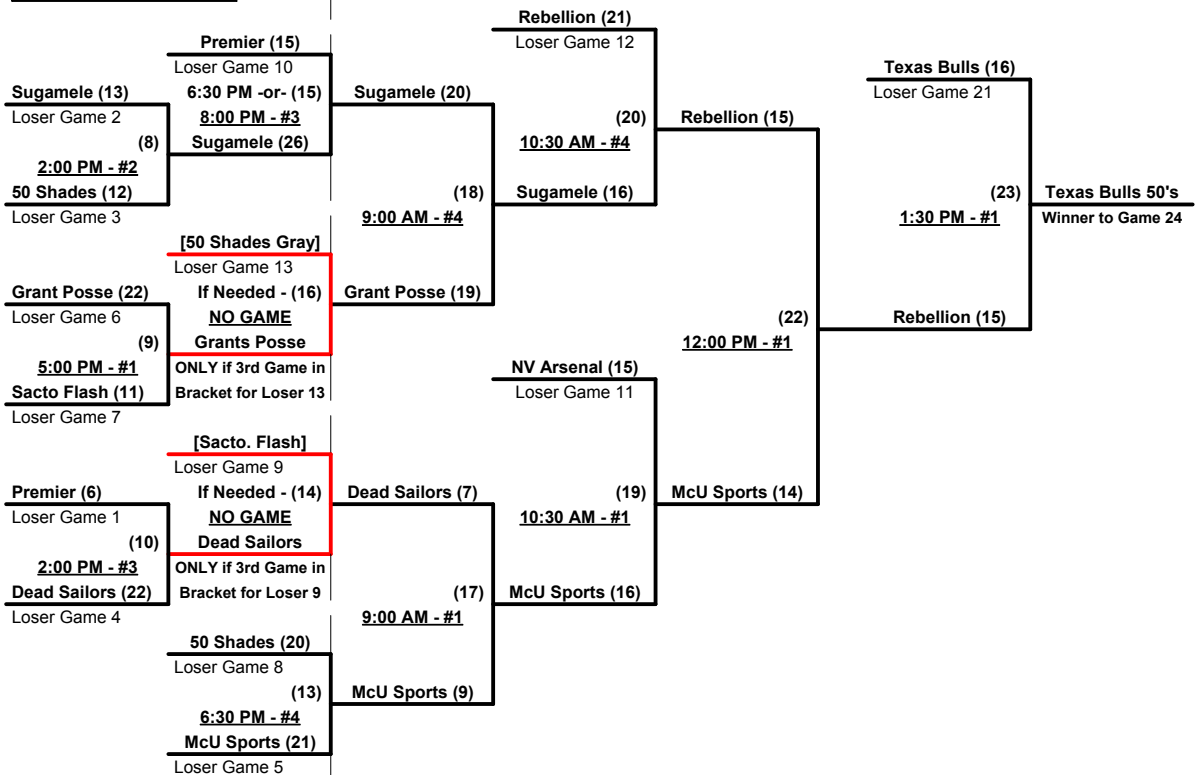 Rebellion (21)
Loser Game 12
Premier (15)
Loser Game 10
6:30 PM -or- (15)
8:00 PM - #3
Sugamele (13)
Loser Game 2
(8)
2:00 PM - #2
50 Shades (12)
Loser Game 3
Sugamele (26)
Sugamele (20)
(18)
9:00 AM - #4
(20)
10:30 AM - #4
Sugamele (16)
Rebellion (15)
Texas Bulls (16)
Loser Game 21
(23)
1:30 PM - #1
Texas Bulls 50's
Winner to Game 24
[50 Shades Gray]
Loser Game 13
If Needed - (16)
NO GAME
Grants Posse
ONLY if 3rd Game in
Bracket for Loser 13
Grant Posse (22)
Loser Game 6
(9)
5:00 PM - #1
Sacto Flash (11)
Loser Game 7
Grant Posse (19)
(22)
12:00 PM - #1
Rebellion (15)
NV Arsenal (15)
Loser Game 11
(19)
10:30 AM - #1
McU Sports (14)
[Sacto. Flash]
Loser Game 9
If Needed - (14)
NO GAME
Dead Sailors
ONLY if 3rd Game in
Bracket for Loser 9
Premier (6)
Loser Game 1
(10)
2:00 PM - #3
Dead Sailors (22)
Loser Game 4
Dead Sailors (7)
(17)
9:00 AM - #1
McU Sports (16)
50 Shades (20)
Loser Game 8
(13)
6:30 PM - #4
McU Sports (21)
Loser Game 5
McU Sports (9)